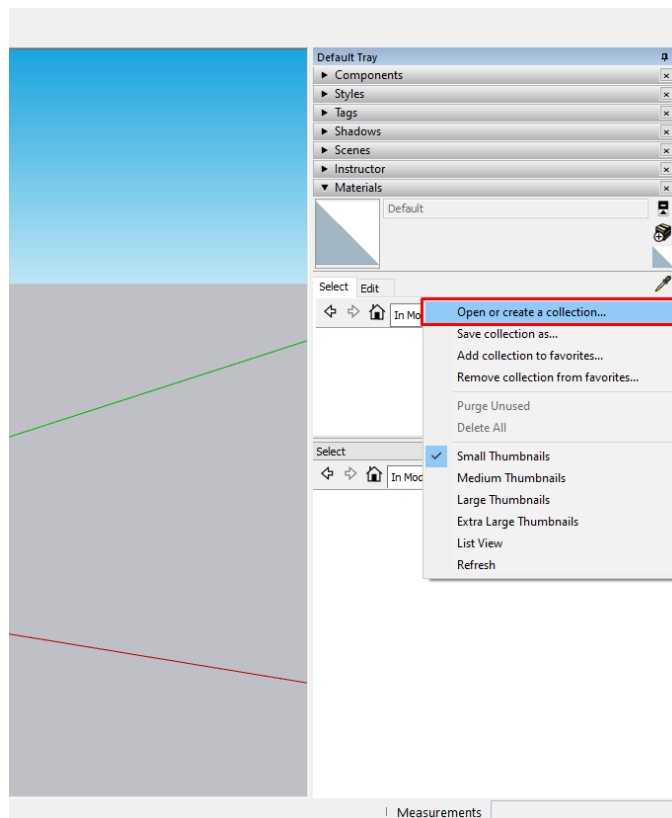 Default Tray
Components
Styles
Tags
Shadows
Scenes
Instructor
Materials
Default
Select Edit
In Mo
Open or create a collection...
Save collection as...
Add collection to favorites...
Remove collection from favorites...
Purge Unused
Delete All
Small Thumbnails
Medium Thumbnails
Large Thumbnails
Extra Large Thumbnails
List View
Refresh
Select
In Mod
Measurements